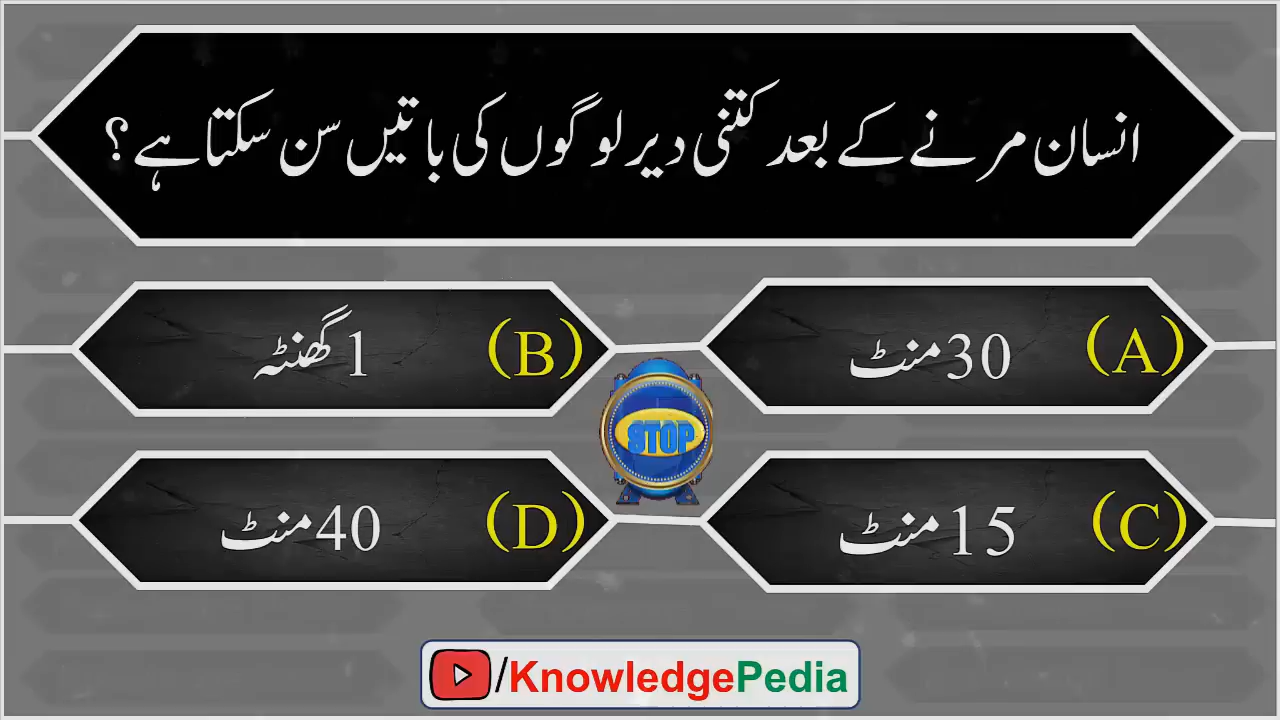 انسان مرنے کے بعد کتنی دیر لوگوں کی باتیں سن سکتا ہے؟
(A) 30 منٹ
(B) 1 گھنٹہ
STOP
(C) 15 منٹ
(D) 40 منٹ
/KnowledgePedia